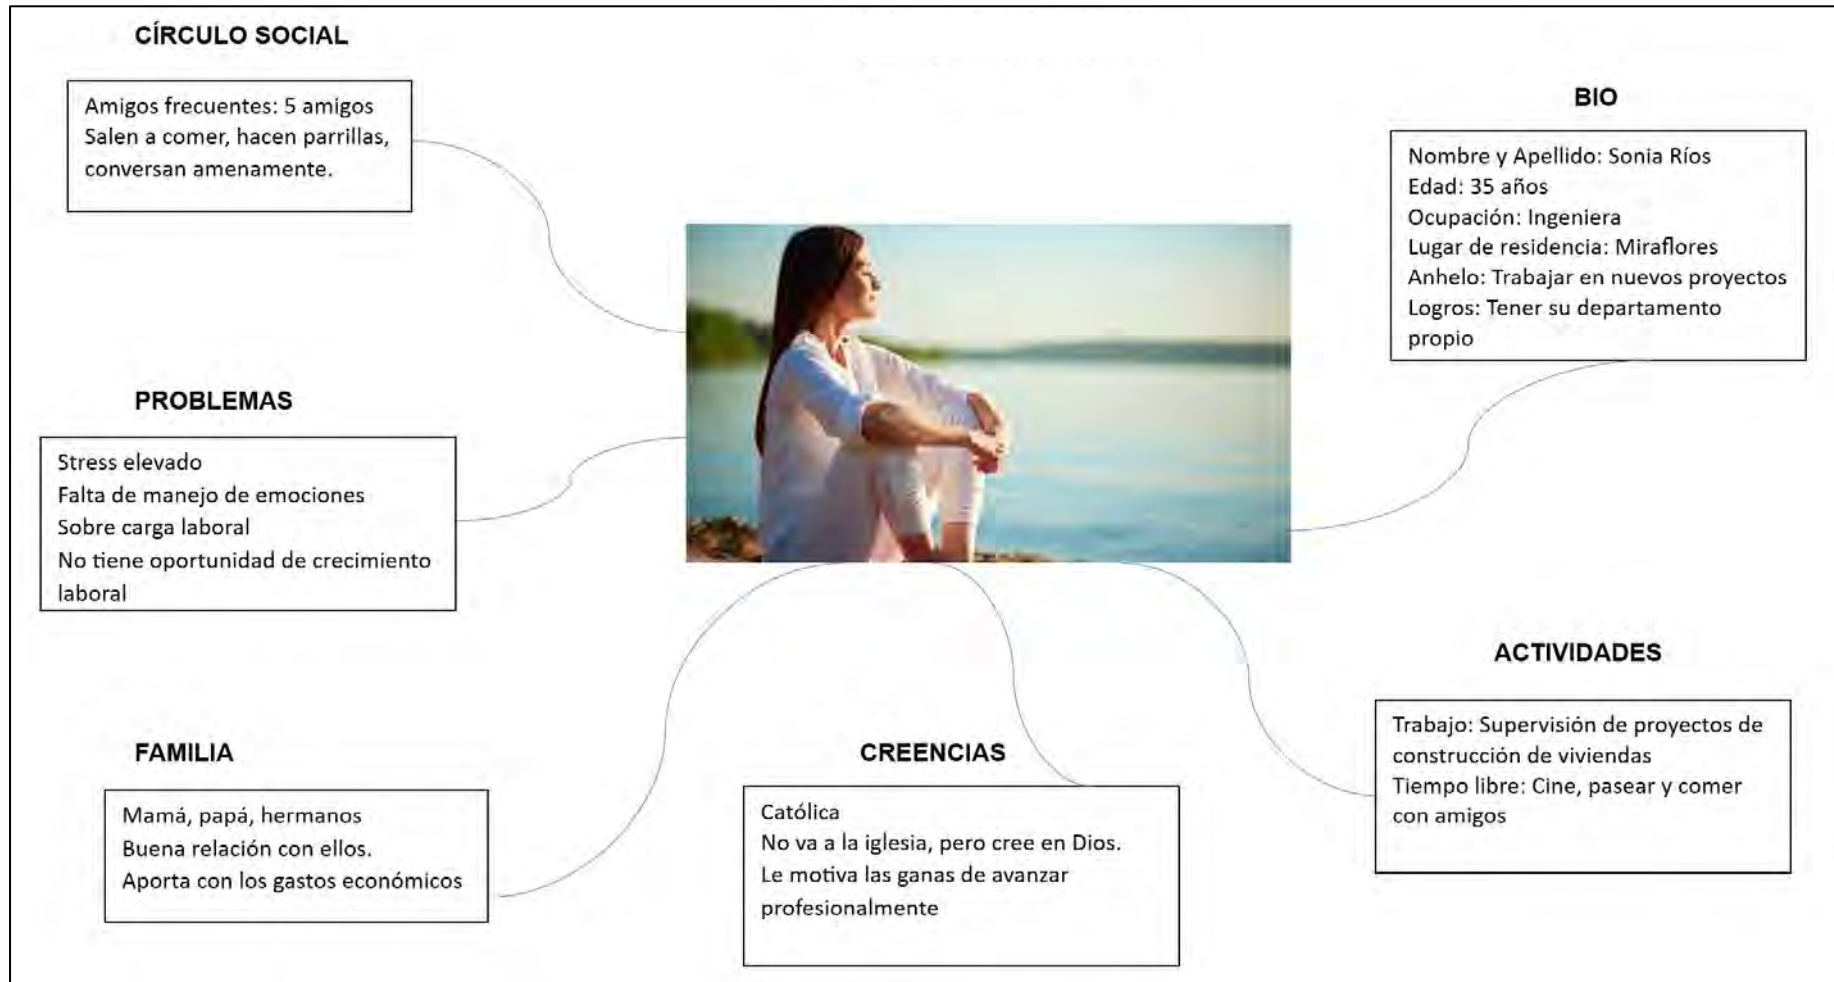 CÍRCULO SOCIAL
Amigos frecuentes: 5 amigos
Salen a comer, hacen parrillas,
conversan amenamente.
BIO
Nombre y Apellido: Sonia Ríos
Edad: 35 años
Ocupación: Ingeniera
Lugar de residencia: Miraflores
Anhelo: Trabajar en nuevos proyectos
Logros: Tener su departamento
propio
PROBLEMAS
Stress elevado
Falta de manejo de emociones
Sobre carga laboral
No tiene oportunidad de crecimiento
laboral
ACTIVIDADES
Trabajo: Supervisión de proyectos de
construcción de viviendas
Tiempo libre: Cine, pasear y comer
con amigos
FAMILIA
Mamá, papá, hermanos
Buena relación con ellos.
Aporta con los gastos económicos
CREENCIAS
Católica
No va a la iglesia, pero cree en Dios.
Le motiva las ganas de avanzar
profesionalmente